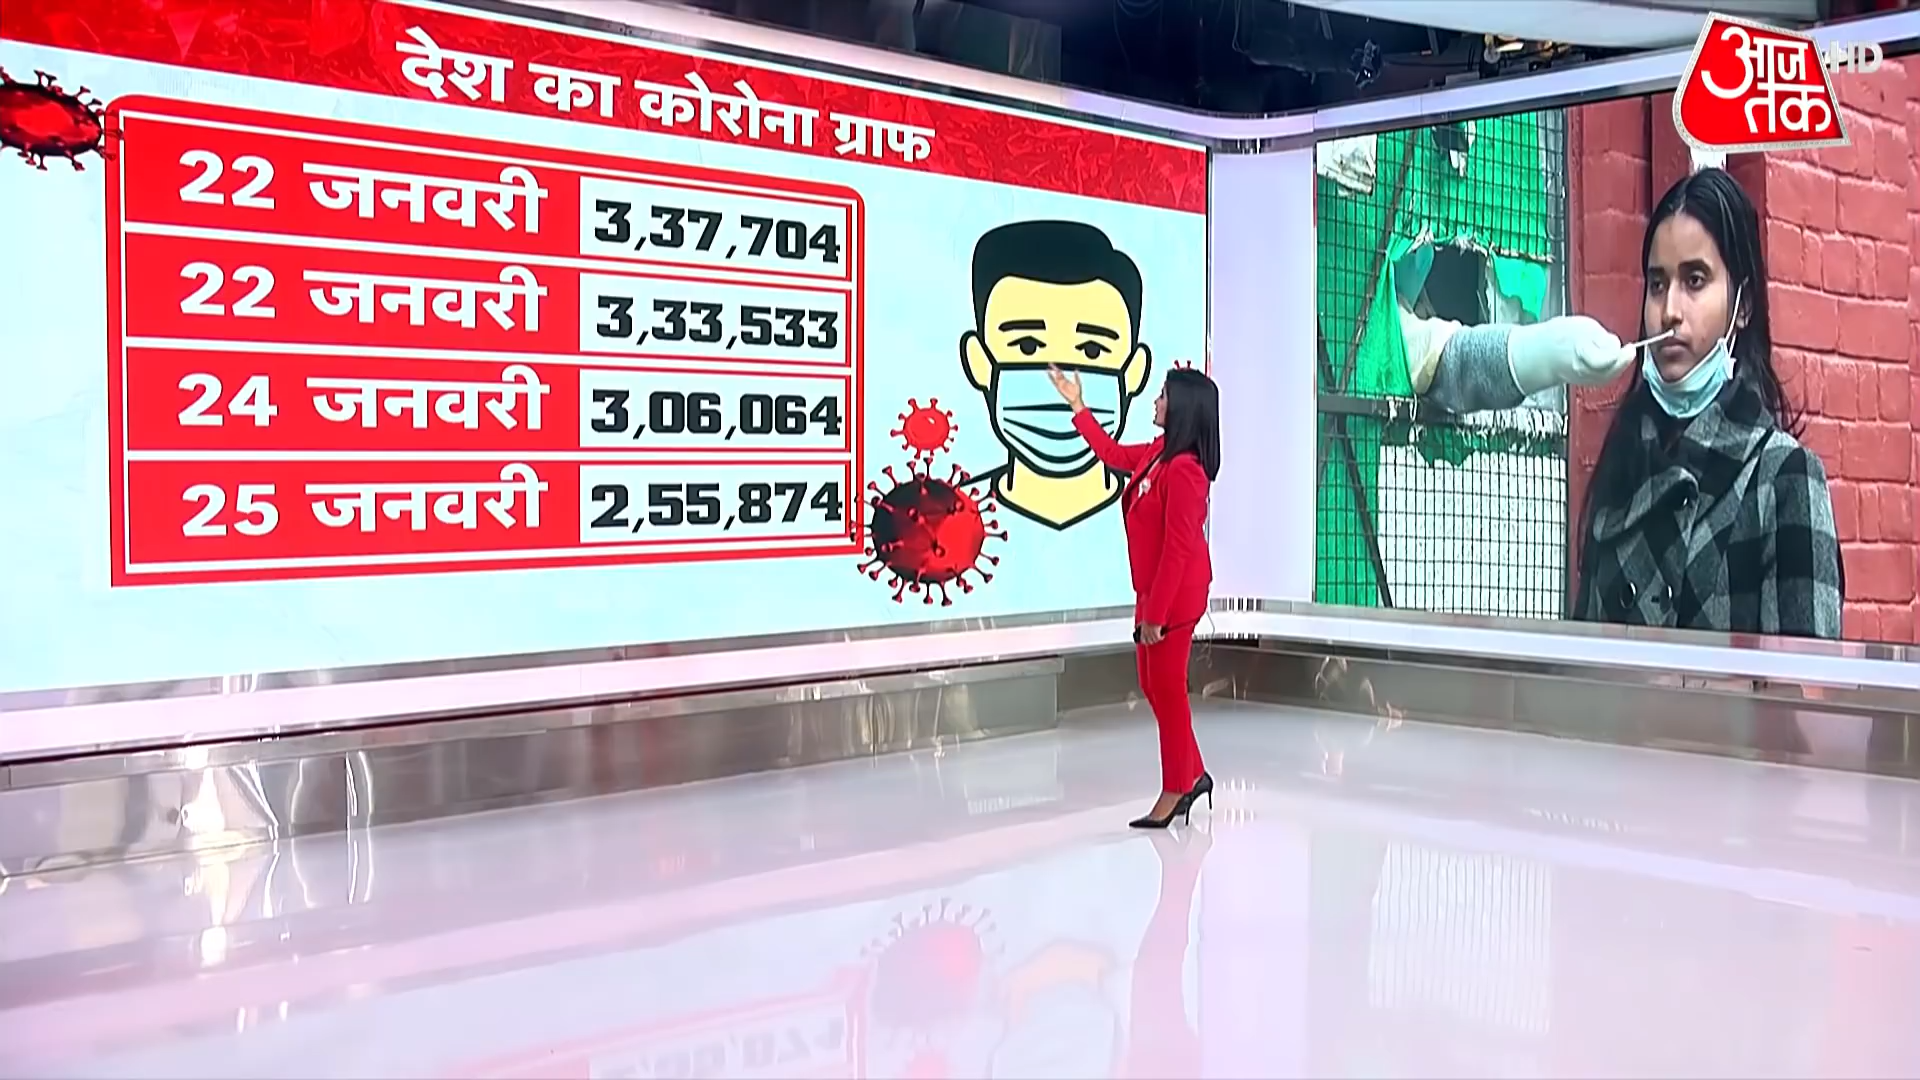 देश का कोरोना ग्राफ
22 जनवरी 3,37,704
22 जनवरी 3,33,533
24 जनवरी 3,06,064
25 जनवरी 2,55,874
आज तक HD